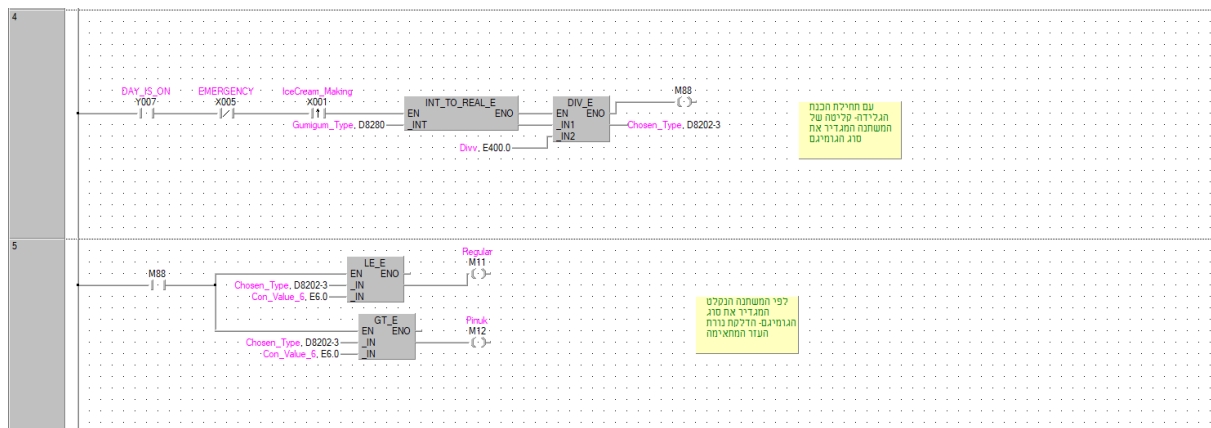 4
DAY_IS_ON EMERGENCY IceCream_Making
Y007 X005 X001
INT_TO_REAL_E
EN ENO
Gumigum_Type, D8280 _INT
DIV_E
EN ENO
_IN1 Chosen_Type, D8202-3
Divv, E400.0 _IN2
M88
עם תחילת הכנת
הגלידה- קליטה של
המשתנה המגדיר את
סוג הגומיגם
5
M88
LE_E
EN ENO
Chosen_Type, D8202-3 _IN
Con_Value_6, E6.0 _IN
Regular
M11
GT_E
EN ENO
Chosen_Type, D8202-3 _IN
Con_Value_6, E6.0 _IN
Pinuk
M12
לפי המשתנה הנקלט
המגדיר את סוג
הגומיגם- הדלקת נורת
העזר המתאימה